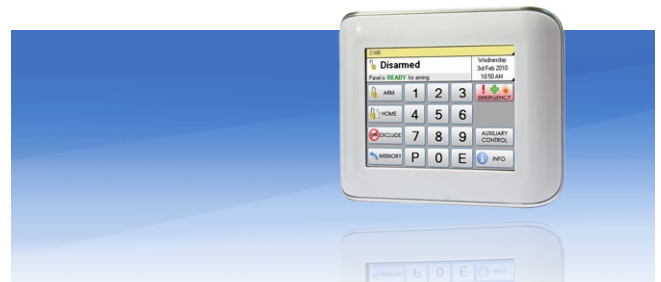 ZONE
Disarmed
Panel is READY for arming.
Wednesday
3rd Feb 2010
10:50 AM
ARM 1 2 3 EMERGENCY
HOME 4 5 6
EXCLUDE 7 8 9 AUXILIARY CONTROL
MEMORY P 0 E INFO